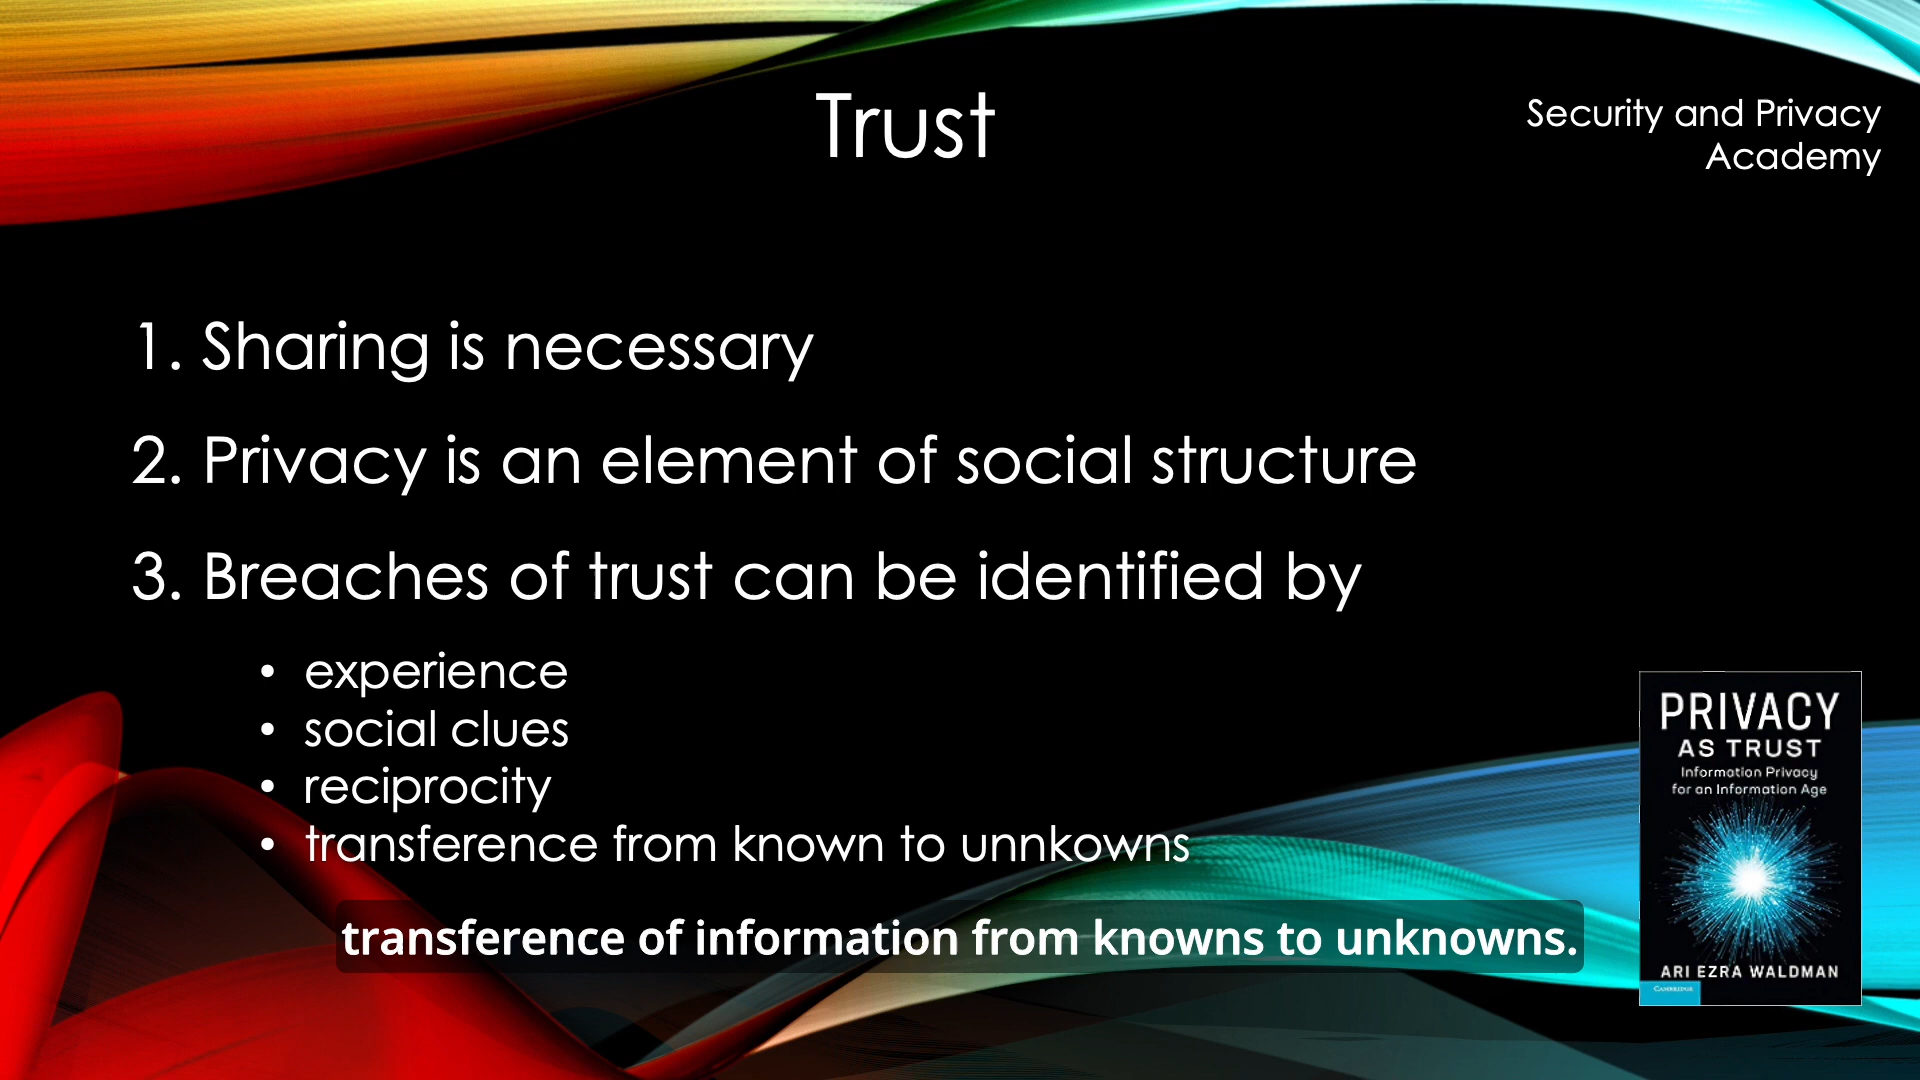 Trust
Security and Privacy
Academy
1. Sharing is necessary
2. Privacy is an element of social structure
3. Breaches of trust can be identified by
• experience
• social clues
• reciprocity
• transference from known to unnkowns
transference of information from knowns to unknowns.
PRIVACY
AS TRUST
Information Privacy
for an Information Age
ARI EZRA WALDMAN
CAMBRIDGE